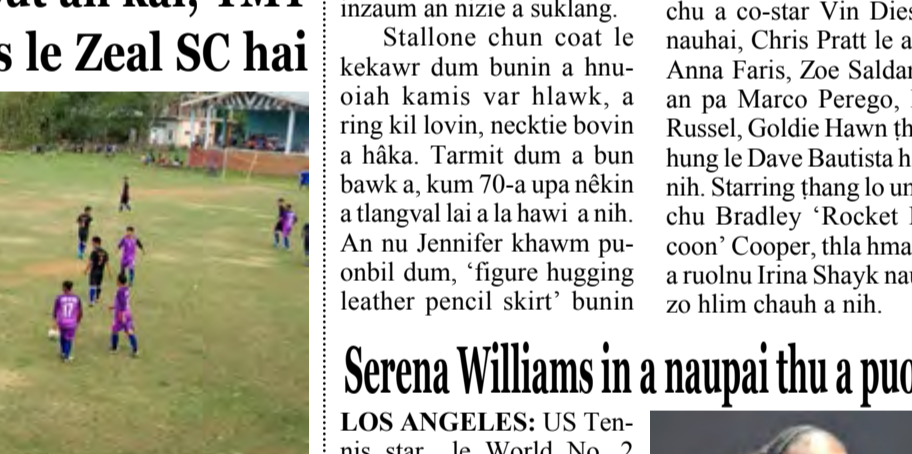 s le Zeal SC hai
inzaum an nizie a suklang.
Stallone chun coat le
kekawr dum bunin a hnu-
oiah kamis var hlawk, a
ring kil lovin, necktie bovin
a hâka. Tarmit dum a bun
bawk a, kum 70-a upa nêkin
a tlangval lai a la hawi a nih.
An nu Jennifer khawm pu-
onbil dum, ‘figure hugging
leather pencil skirt’ bunin
chu a co-star Vin Dies
nauhai, Chris Pratt le a
Anna Faris, Zoe Saldan
an pa Marco Perego,
Russel, Goldie Hawn ṭh
hung le Dave Bautista h
nih. Starring ṭhang lo un
chu Bradley ‘Rocket
coon’ Cooper, thla hma
a ruolnu Irina Shayk nau
zo hlim chauh a nih.
Serena Williams in a naupai thu a puo
LOS ANGELES: US Ten-
nis star, le World No. 2
17